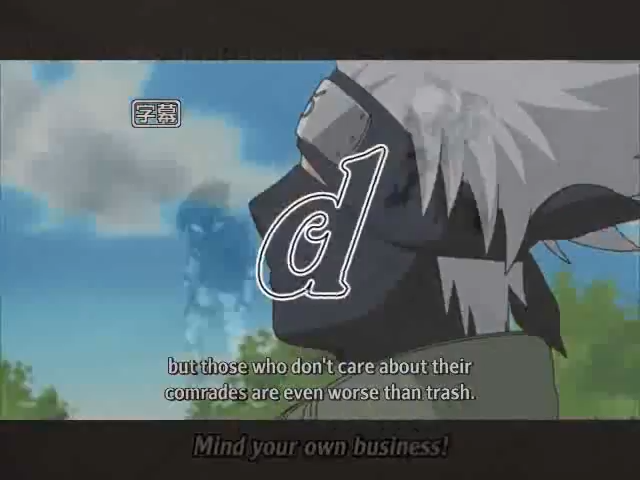 字幕
d
but those who don't care about their
comrades are even worse than trash.
Mind your own business!